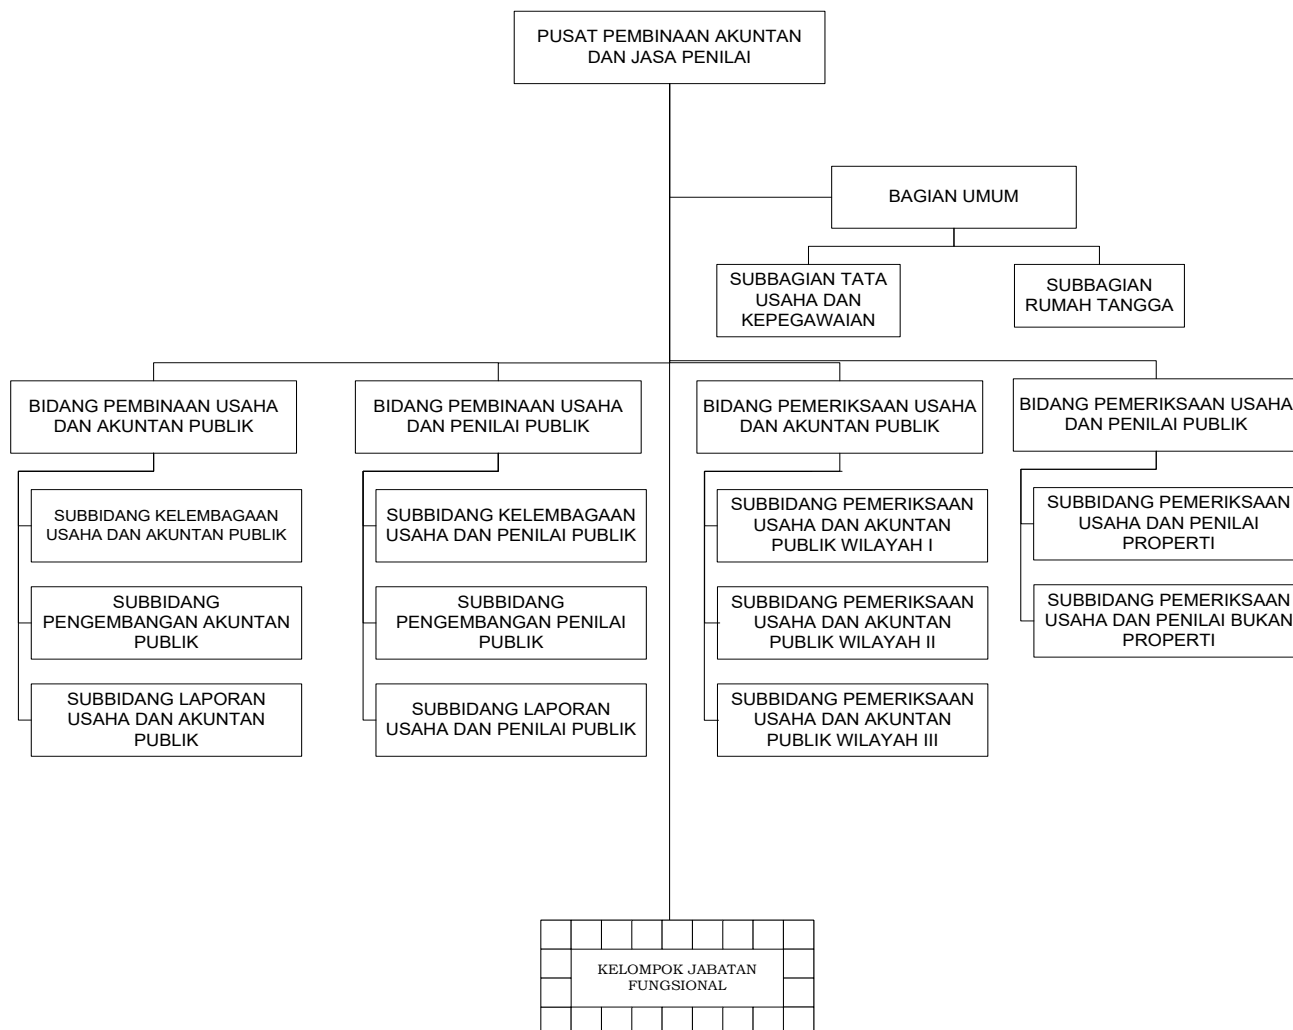 PUSAT PEMBINAAN AKUNTAN
DAN JASA PENILAI
BAGIAN UMUM
SUBBAGIAN TATA
USAHA DAN
KEPEGAWAIAN
SUBBAGIAN
RUMAH TANGGA
BIDANG PEMBINAAN USAHA
DAN AKUNTAN PUBLIK
BIDANG PEMBINAAN USAHA
DAN PENILAI PUBLIK
BIDANG PEMERIKSAAN USAHA
DAN AKUNTAN PUBLIK
BIDANG PEMERIKSAAN USAHA
DAN PENILAI PUBLIK
SUBBIDANG KELEMBAGAAN
USAHA DAN AKUNTAN PUBLIK
SUBBIDANG KELEMBAGAAN
USAHA DAN PENILAI PUBLIK
SUBBIDANG PEMERIKSAAN
USAHA DAN AKUNTAN
PUBLIK WILAYAH I
SUBBIDANG PEMERIKSAAN
USAHA DAN PENILAI
PROPERTI
SUBBIDANG
PENGEMBANGAN AKUNTAN
PUBLIK
SUBBIDANG
PENGEMBANGAN PENILAI
PUBLIK
SUBBIDANG PEMERIKSAAN
USAHA DAN AKUNTAN
PUBLIK WILAYAH II
SUBBIDANG PEMERIKSAAN
USAHA DAN PENILAI BUKAN
PROPERTI
SUBBIDANG LAPORAN
USAHA DAN AKUNTAN
PUBLIK
SUBBIDANG LAPORAN
USAHA DAN PENILAI PUBLIK
SUBBIDANG PEMERIKSAAN
USAHA DAN AKUNTAN
PUBLIK WILAYAH III
KELOMPOK JABATAN
FUNGSIONAL